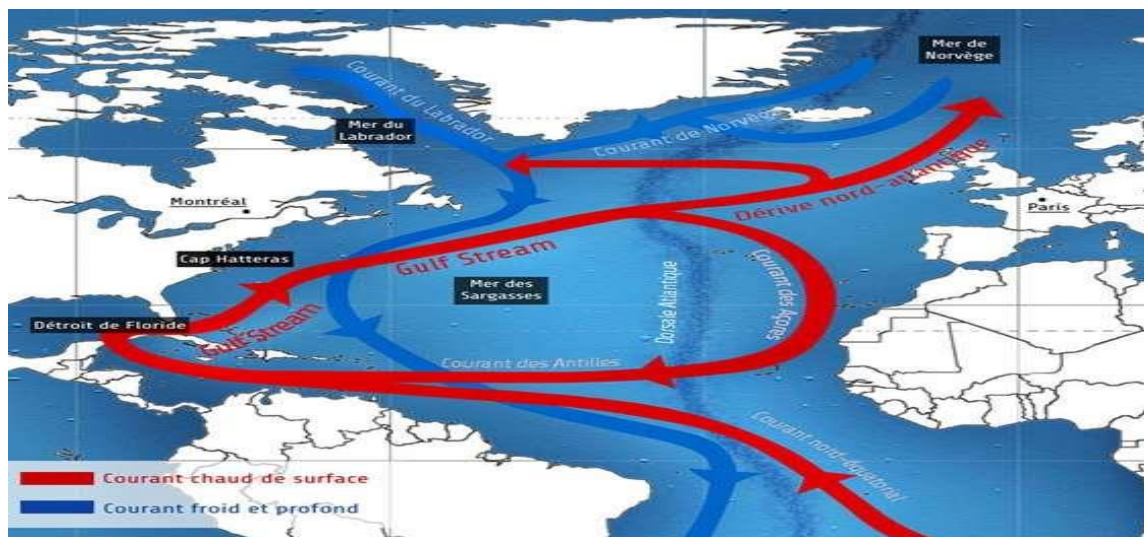 Mer de
Norvège
Courant du Labrador
Mer du
Labrador
Courant de Norvège
Montréal
Dérive nord-atlantique
Paris
Cap Hatteras
Gulf Stream
Mer des
Sargasses
Dorsale Atlantique
Courant des Açores
Détroit de Floride
Gulf Stream
Courant des Antilles
Courant nord-équatorial
Courant chaud de surface
Courant froid et profond